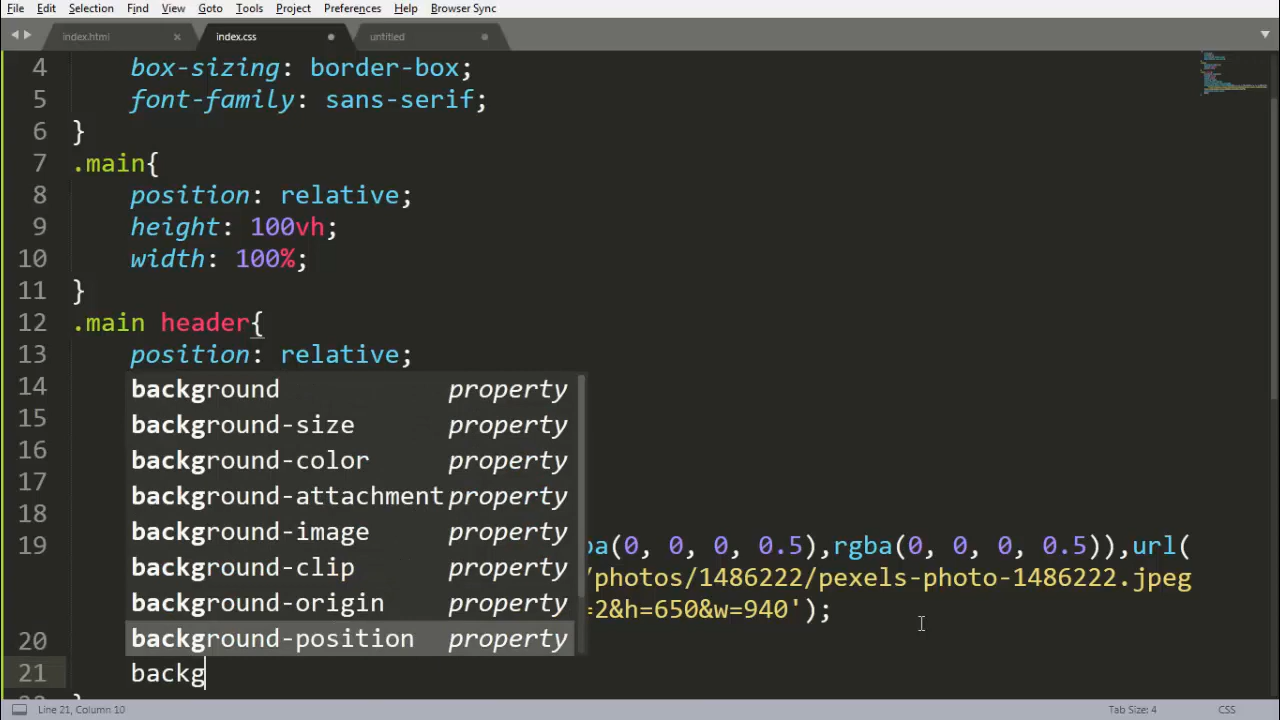 File Edit Selection Find View Goto Tools Project Preferences Help Browser Sync
index.html × index.css untitled
4 box-sizing: border-box;
5 font-family: sans-serif;
6 }
7 .main{
8 position: relative;
9 height: 100vh;
10 width: 100%;
11 }
12 .main header{
13 position: relative;
14 background property
15 background-size property
16 background-color property
17 background-attachment property
18 background-image property
19 ba(0, 0, 0, 0.5),rgba(0, 0, 0, 0.5)),url(
background-clip property /photos/1486222/pexels-photo-1486222.jpeg
background-origin property =2&h=650&w=940');
20 background-position property
21 backg
22 }
Line 21, Column 10 Tab Size: 4 CSS